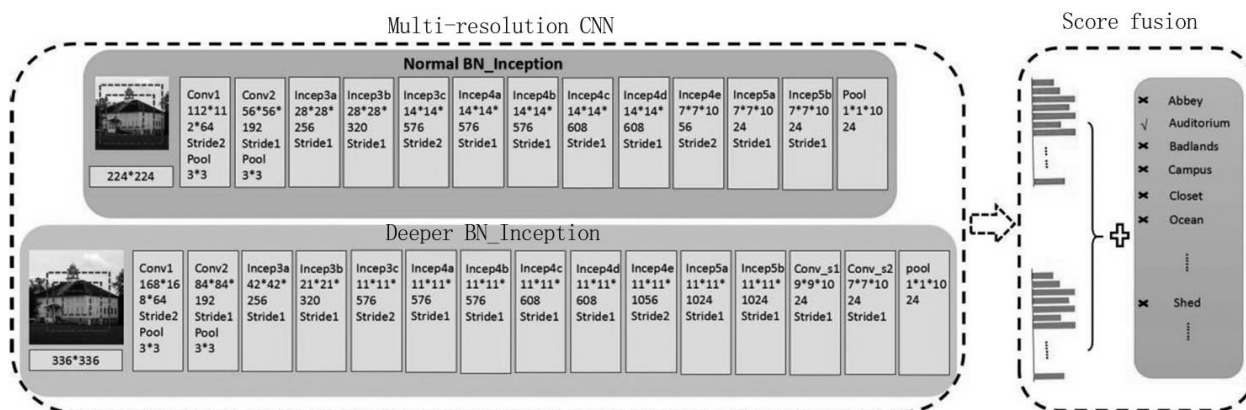 Multi-resolution CNN
Score fusion
Normal BN_Inception
224*224
Conv1
112*11
2*64
Stride2
Pool
3*3
Conv2
56*56*
192
Stride1
Pool
3*3
Incep3a
28*28*
256
Stride1
Incep3b
28*28*
320
Stride1
Incep3c
14*14*
576
Stride2
Incep4a
14*14*
576
Stride1
Incep4b
14*14*
576
Stride1
Incep4c
14*14*
608
Stride1
Incep4d
14*14*
608
Stride1
Incep4e
7*7*10
56
Stride2
Incep5a
7*7*10
24
Stride1
Incep5b
7*7*10
24
Stride1
Pool
1*1*10
24
Deeper BN_Inception
336*336
Conv1
168*16
8*64
Stride2
Pool
3*3
Conv2
84*84*
192
Stride1
Pool
3*3
Incep3a
42*42*
256
Stride1
Incep3b
21*21*
320
Stride1
Incep3c
11*11*
576
Stride2
Incep4a
11*11*
576
Stride1
Incep4b
11*11*
576
Stride1
Incep4c
11*11*
608
Stride1
Incep4d
11*11*
608
Stride1
Incep4e
11*11*
1056
Stride2
Incep5a
11*11*
1024
Stride1
Incep5b
11*11*
1024
Stride1
Conv_s1
9*9*10
24
Stride1
Conv_s2
7*7*10
24
Stride1
pool
1*1*10
24
Abbey
Auditorium
Badlands
Campus
Closet
Ocean
Shed